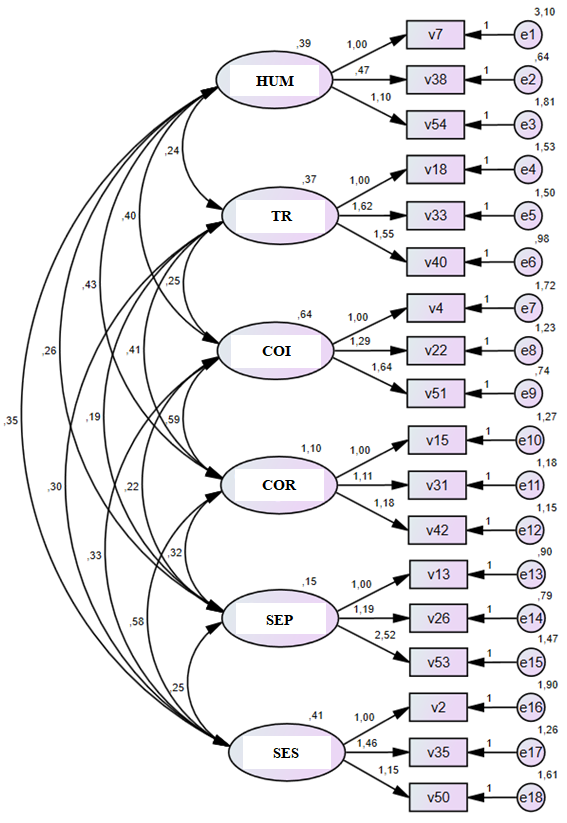 3,10
,39
1,00
v7
1
e1
,64
HUM
,47
v38
1
e2
1,81
1,10
v54
1
e3
1,53
,24
,37
1,00
v18
1
e4
1,50
TR
1,62
v33
1
e5
,98
,40
1,55
v40
1
e6
1,72
,43
,25
,64
1,00
v4
1
e7
1,23
COI
1,29
v22
1
e8
,74
,26
,41
1,64
v51
1
e9
1,27
,35
,19
,59
1,10
1,00
v15
1
e10
1,18
COR
1,11
v31
1
e11
1,15
,30
,22
1,18
v42
1
e12
,90
,33
,32
,15
1,00
v13
1
e13
,79
SEP
1,19
v26
1
e14
1,47
,58
2,52
v53
1
e15
1,90
,25
,41
1,00
v2
1
e16
1,26
SES
1,46
v35
1
e17
1,61
1,15
v50
1
e18